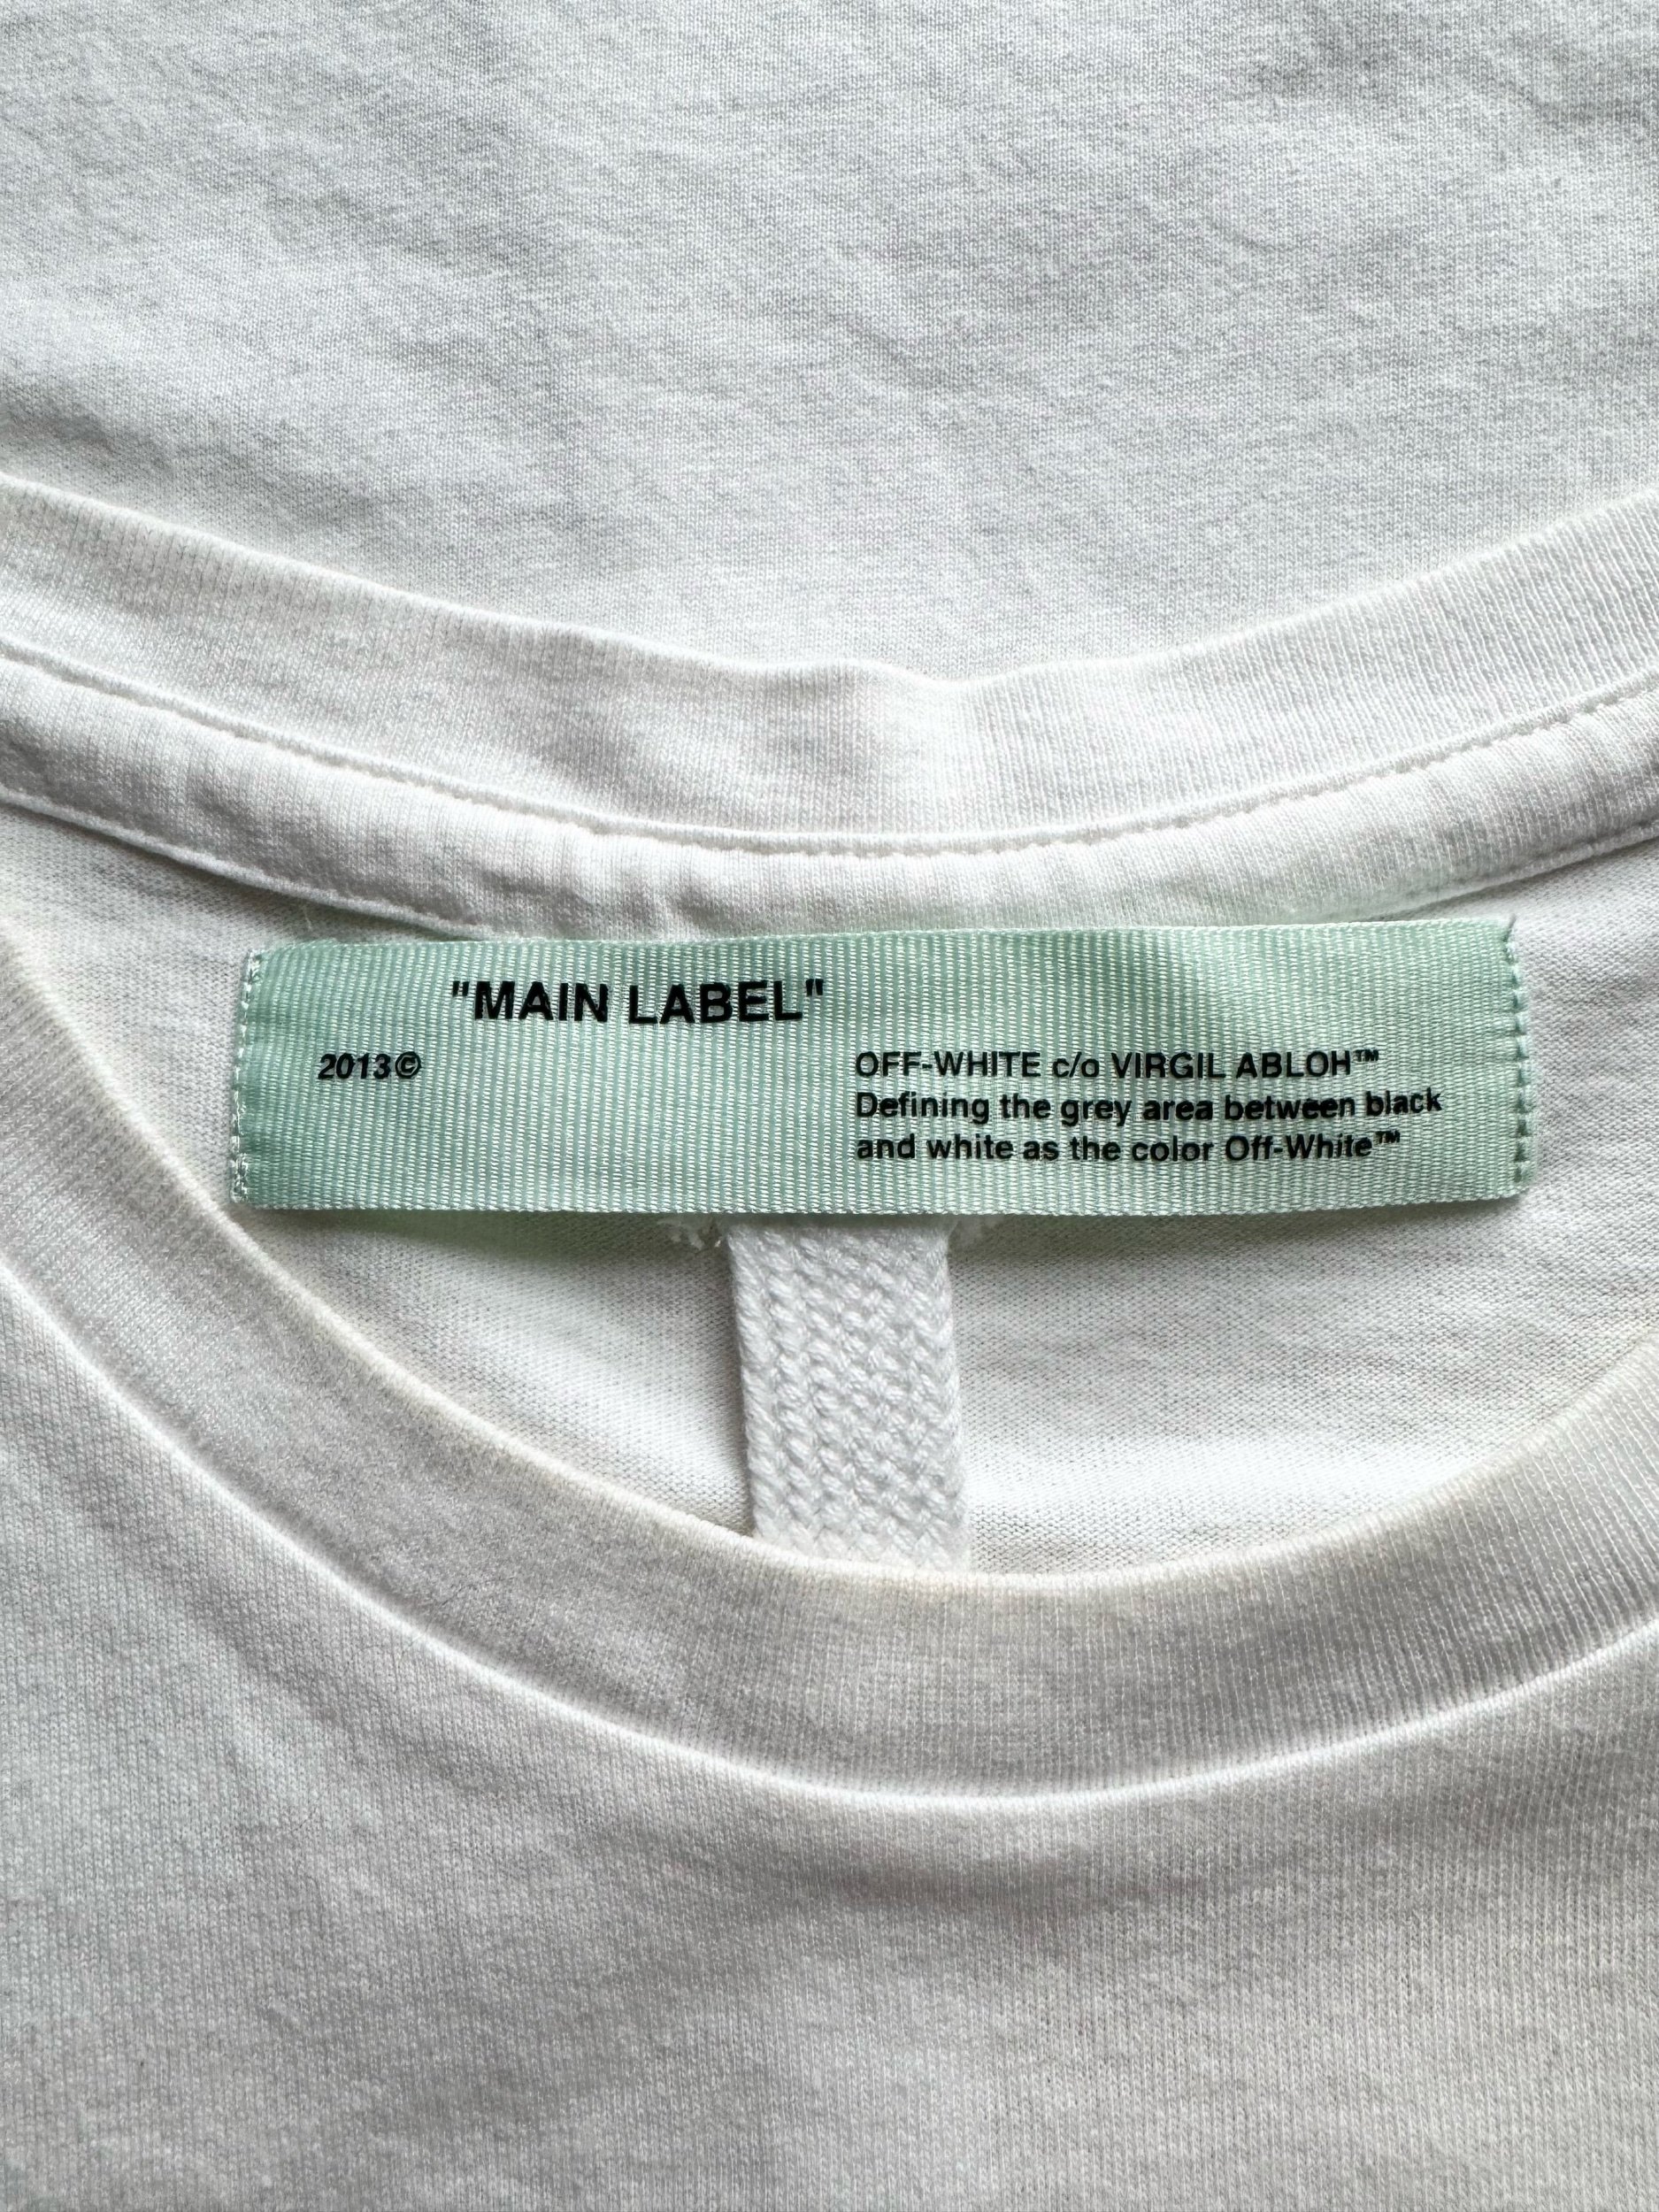 "MAIN LABEL"
2013©
OFF-WHITE c/o VIRGIL ABLOH™
Defining the grey area between black
and white as the color Off-White™